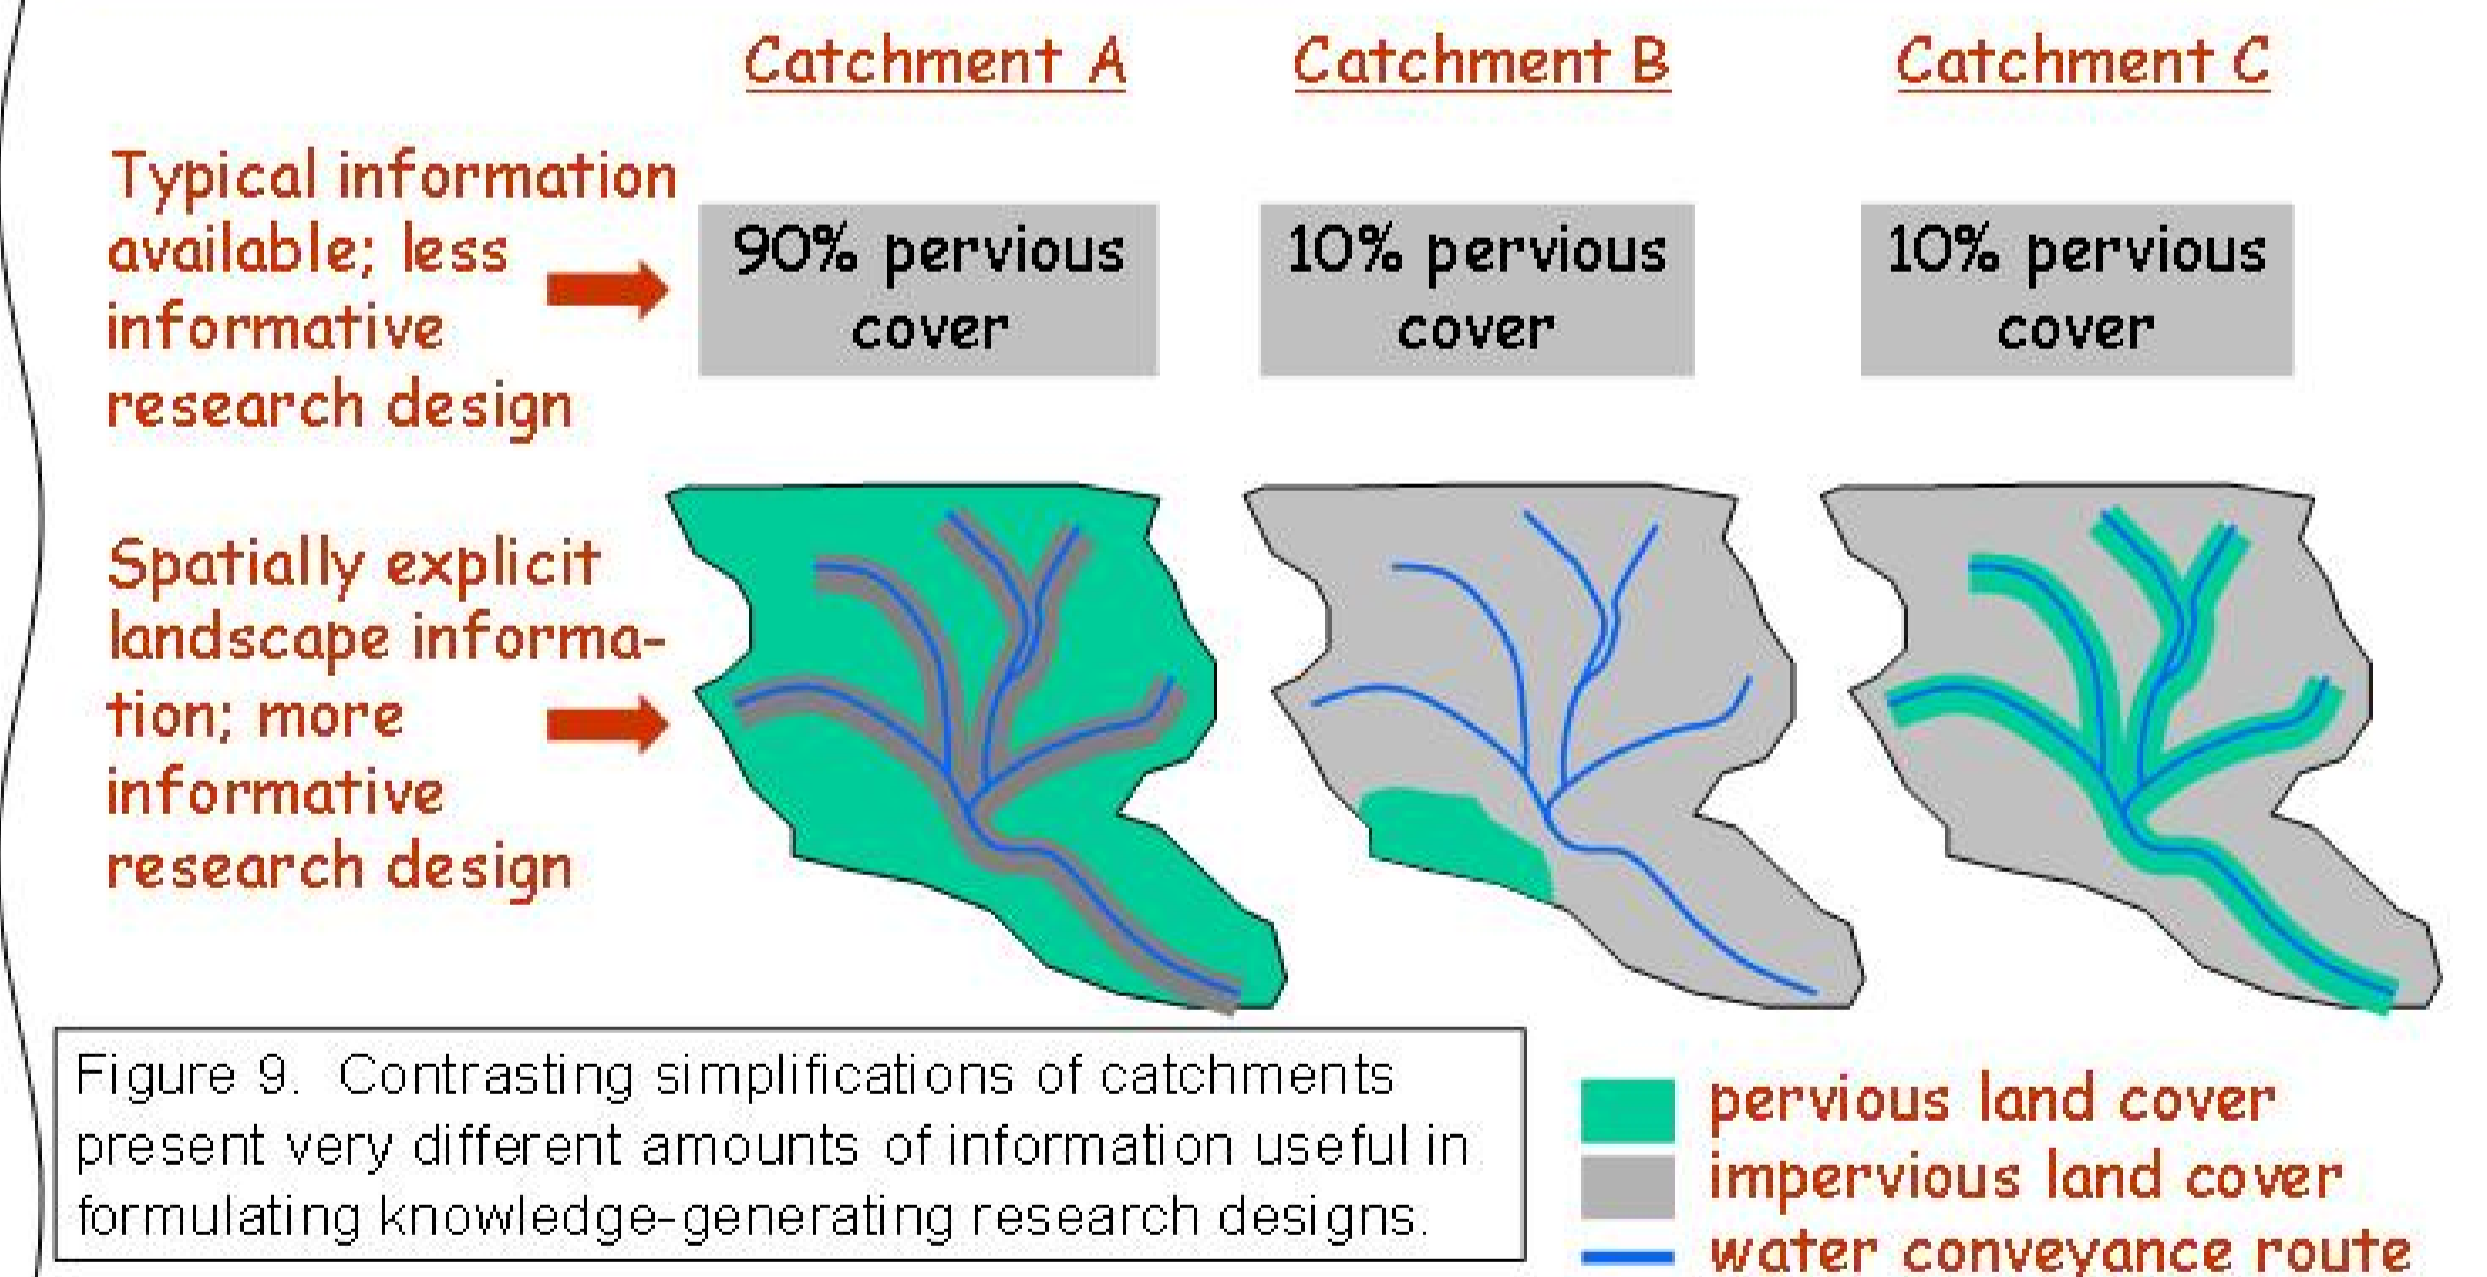 Catchment A
Catchment B
Catchment C
Typical information
available; less
informative
research design
90% pervious
cover
10% pervious
cover
10% pervious
cover
Spatially explicit
landscape informa-
tion; more
informative
research design
Figure 9. Contrasting simplifications of catchments
present very different amounts of information useful in
formulating knowledge-generating research designs.
pervious land cover
impervious land cover
water conveyance route